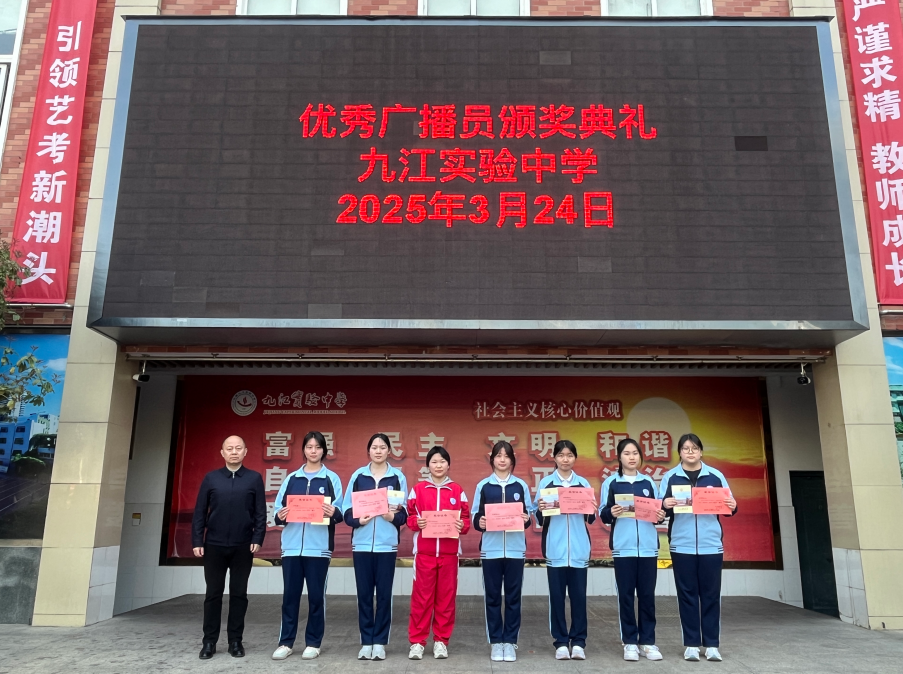 引领艺考新潮头
优秀广播员颁奖典礼
九江实验中学
2025年3月24日
严谨求精 教师成长
九江实验中学
社会主义核心价值观
富强 民主 文明 和谐